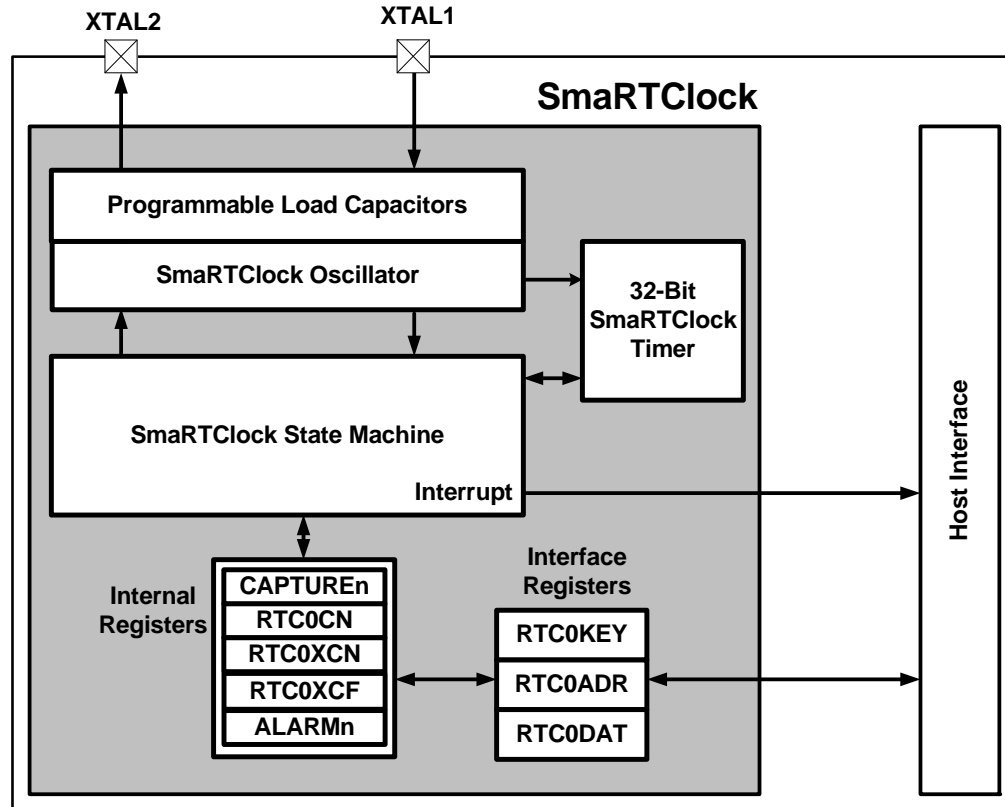 XTAL2
XTAL1
SmaRTClock
Programmable Load Capacitors
SmaRTClock Oscillator
32-Bit
SmaRTClock
Timer
SmaRTClock State Machine
Interrupt
Host Interface
Internal
Registers
CAPTUREn
RTC0CN
RTC0XCN
RTC0XCF
ALARMn
Interface
Registers
RTC0KEY
RTC0ADR
RTC0DAT